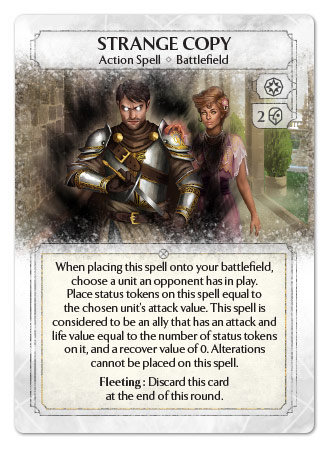 STRANGE COPY
Action Spell ◇ Battlefield
2
When placing this spell onto your battlefield,
choose a unit an opponent has in play.
Place status tokens on this spell equal to
the chosen unit's attack value. This spell is
considered to be an ally that has an attack and
life value equal to the number of status tokens
on it, and a recover value of 0. Alterations
cannot be placed on this spell.
Fleeting : Discard this card
at the end of this round.